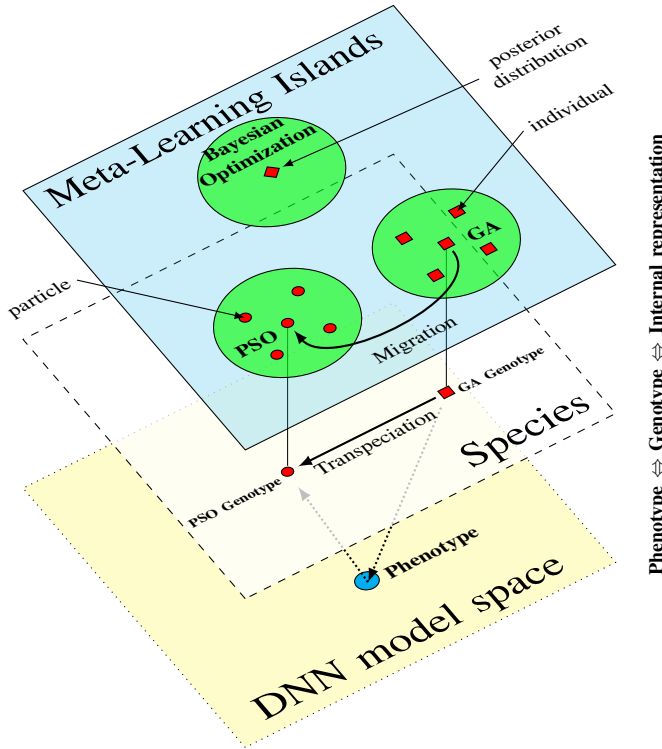 Meta-Learning Islands
posterior
distribution
individual
Bayesian
Optimization
GA
particle
PSO
Migration
GA Genotype
Transpeciation
Species
PSO Genotype
Phenotype
DNN model space
Phenotype ⇔ Genotype ⇔ Internal representation